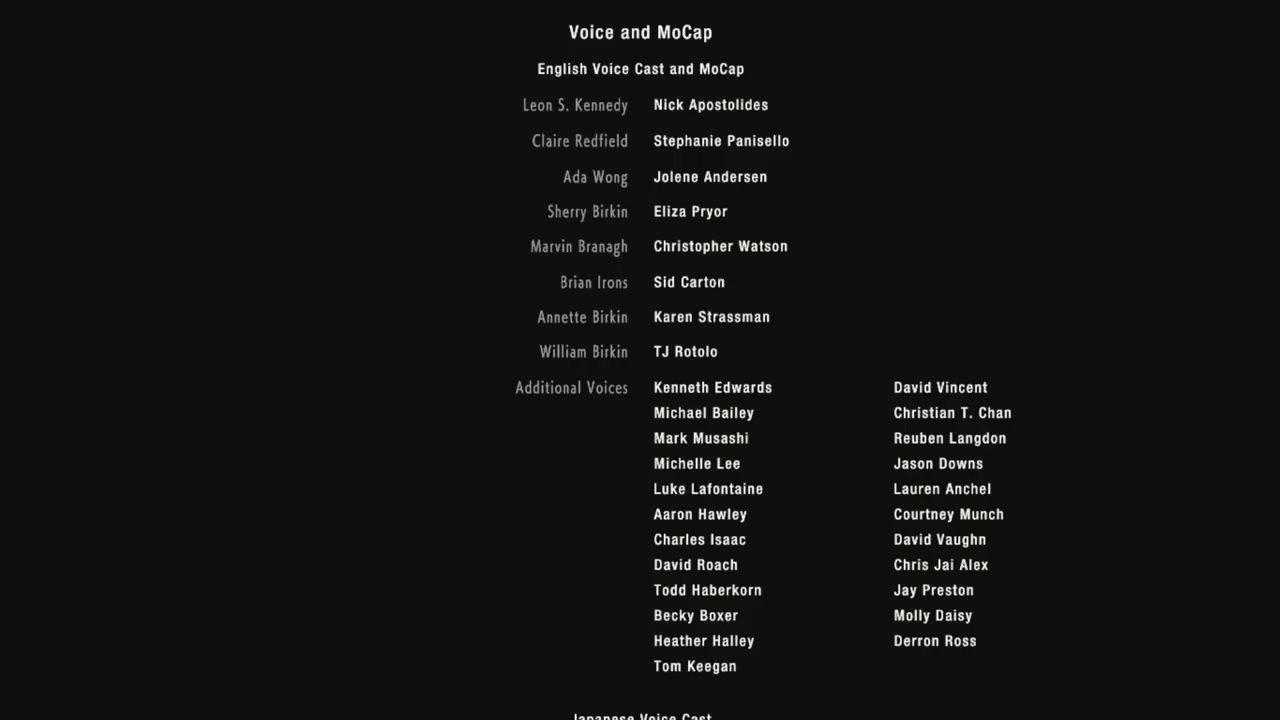 Voice and MoCap
English Voice Cast and MoCap
Leon S. Kennedy Nick Apostolides
Claire Redfield Stephanie Panisello
Ada Wong Jolene Andersen
Sherry Birkin Eliza Pryor
Marvin Branagh Christopher Watson
Brian Irons Sid Carton
Annette Birkin Karen Strassman
William Birkin TJ Rotolo
Additional Voices Kenneth Edwards David Vincent
Michael Bailey Christian T. Chan
Mark Musashi Reuben Langdon
Michelle Lee Jason Downs
Luke Lafontaine Lauren Anchel
Aaron Hawley Courtney Munch
Charles Isaac David Vaughn
David Roach Chris Jai Alex
Todd Haberkorn Jay Preston
Becky Boxer Molly Daisy
Heather Halley Derron Ross
Tom Keegan
Japanese Voice Cast